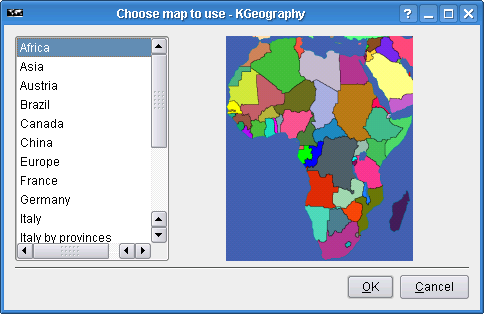 Choose map to use - KGeography
Africa
Asia
Austria
Brazil
Canada
China
Europe
France
Germany
Italy
Italy by provinces
OK
Cancel